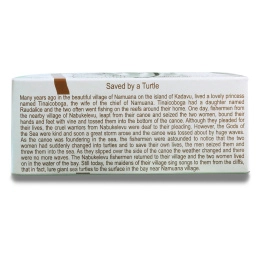 Saved by a Turtle
Many years ago in the beautiful village of Namuana on the island of Kadavu, lived a lovely princess
named Tinaicoboga, the wife of the chief of Namuana. Tinaicoboga had a daughter named
Raudalice and the two often went fishing on the reefs around their home. One day, fishermen from
the nearby village of Nabukelevu, leapt from the canoe and seized the two women, bound their
hands and feet with vine and tossed them into the bottom of the canoe. Although they pleaded for
their lives, the cruel warriors from Nabukelevu were deaf to their pleading. However, the Gods of
the Sea were kind and soon a great storm arose and the canoe was tossed about by huge waves.
As the canoe was foundering in the sea, the fishermen were astounded to notice the two
women had suddenly changed into turtles and to save their own lives, the men seized them and
threw them into the sea. As they slipped over the side of the canoe the weather changed and there
were no more waves. The Nabukelevu fishermen returned to their village and the two women lived
on in the water of the bay. Still today, the maidens of their village sing songs to them from the cliffs,
that in fact, lure giant sea turtles to the surface in the bay near Namuana village.